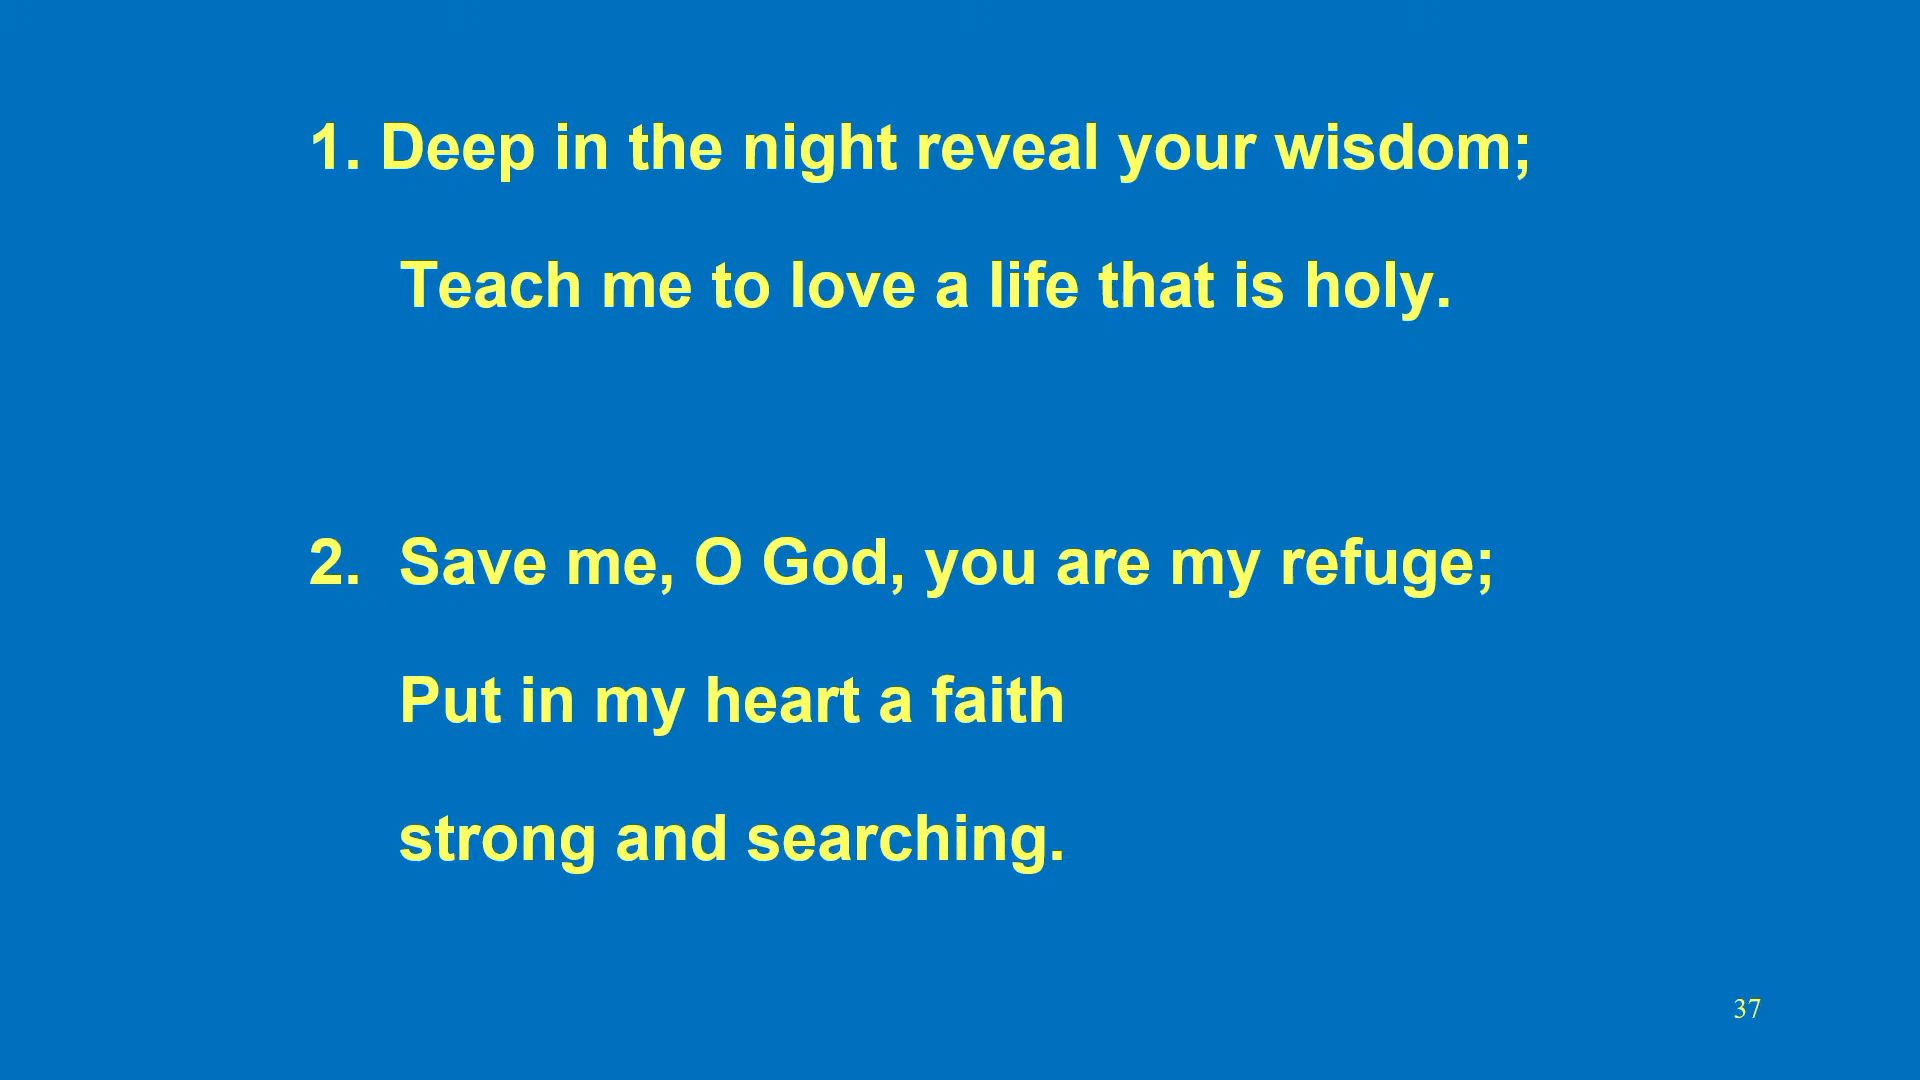 1. Deep in the night reveal your wisdom;
Teach me to love a life that is holy.
2. Save me, O God, you are my refuge;
Put in my heart a faith
strong and searching.
37